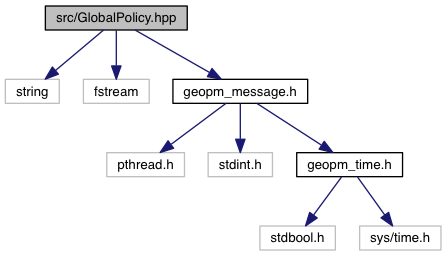 src/GlobalPolicy.hpp
string
fstream
geopm_message.h
pthread.h
stdint.h
geopm_time.h
stdbool.h
sys/time.h